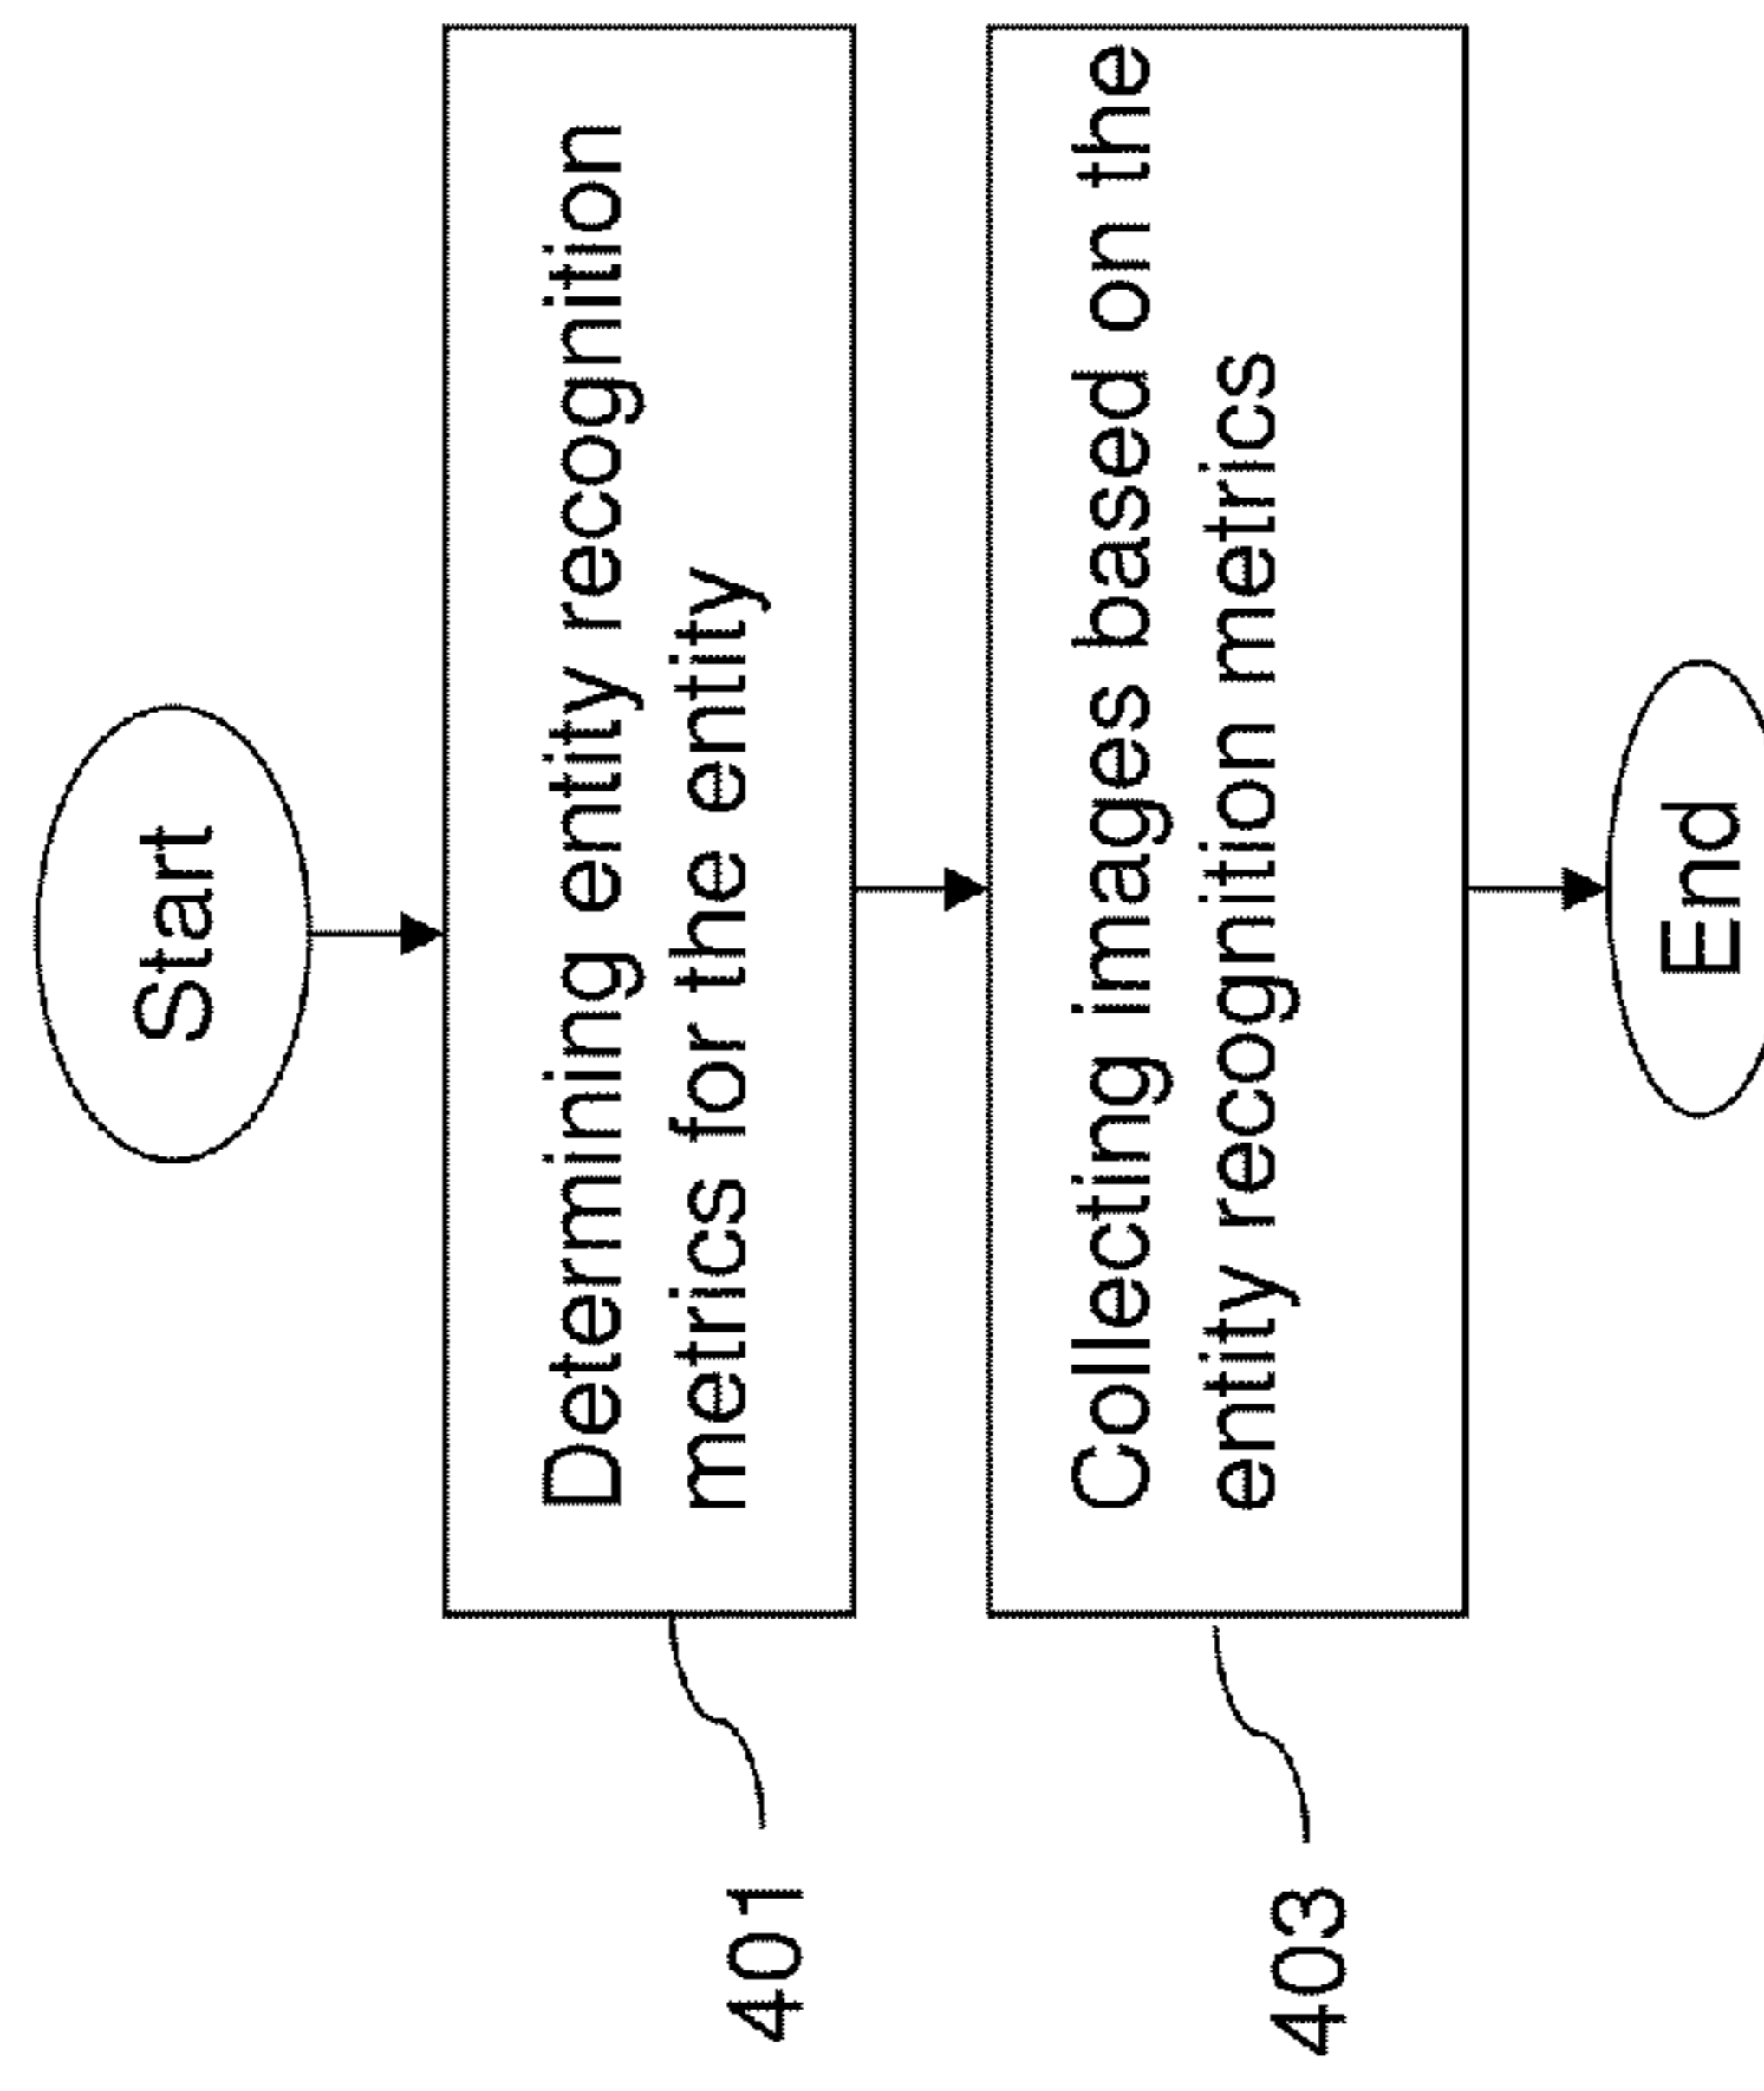 Start
Determining entity recognition
metrics for the entity
401
Collecting images based on the
entity recognition metrics
403
End